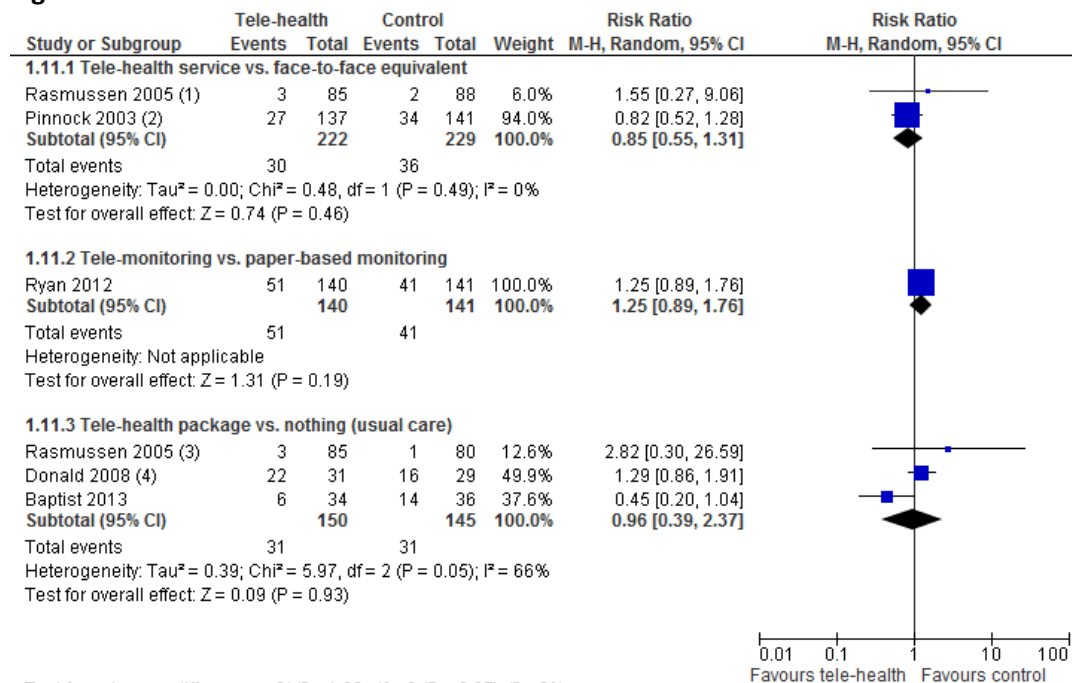 Tele-health Control Risk Ratio Risk Ratio
Study or Subgroup Events Total Events Total Weight M-H, Random, 95% CI M-H, Random, 95% CI
1.11.1 Tele-health service vs. face-to-face equivalent
Rasmussen 2005 (1) 3 85 2 88 6.0% 1.55 [0.27, 9.06]
Pinnock 2003 (2) 27 137 34 141 94.0% 0.82 [0.52, 1.28]
Subtotal (95% CI) 222 229 100.0% 0.85 [0.55, 1.31]
Total events 30 36
Heterogeneity: Tau² = 0.00; Chi² = 0.48, df = 1 (P = 0.49); I² = 0%
Test for overall effect: Z = 0.74 (P = 0.46)
1.11.2 Tele-monitoring vs. paper-based monitoring
Ryan 2012 51 140 41 141 100.0% 1.25 [0.89, 1.76]
Subtotal (95% CI) 140 141 100.0% 1.25 [0.89, 1.76]
Total events 51 41
Heterogeneity: Not applicable
Test for overall effect: Z = 1.31 (P = 0.19)
1.11.3 Tele-health package vs. nothing (usual care)
Rasmussen 2005 (3) 3 85 1 80 12.6% 2.82 [0.30, 26.59]
Donald 2008 (4) 22 31 16 29 49.9% 1.29 [0.86, 1.91]
Baptist 2013 6 34 14 36 37.6% 0.45 [0.20, 1.04]
Subtotal (95% CI) 150 145 100.0% 0.96 [0.39, 2.37]
Total events 31 31
Heterogeneity: Tau² = 0.39; Chi² = 5.97, df = 2 (P = 0.05); I² = 66%
Test for overall effect: Z = 0.09 (P = 0.93)
0.01 0.1 1 10 100
Favours tele-health Favours control